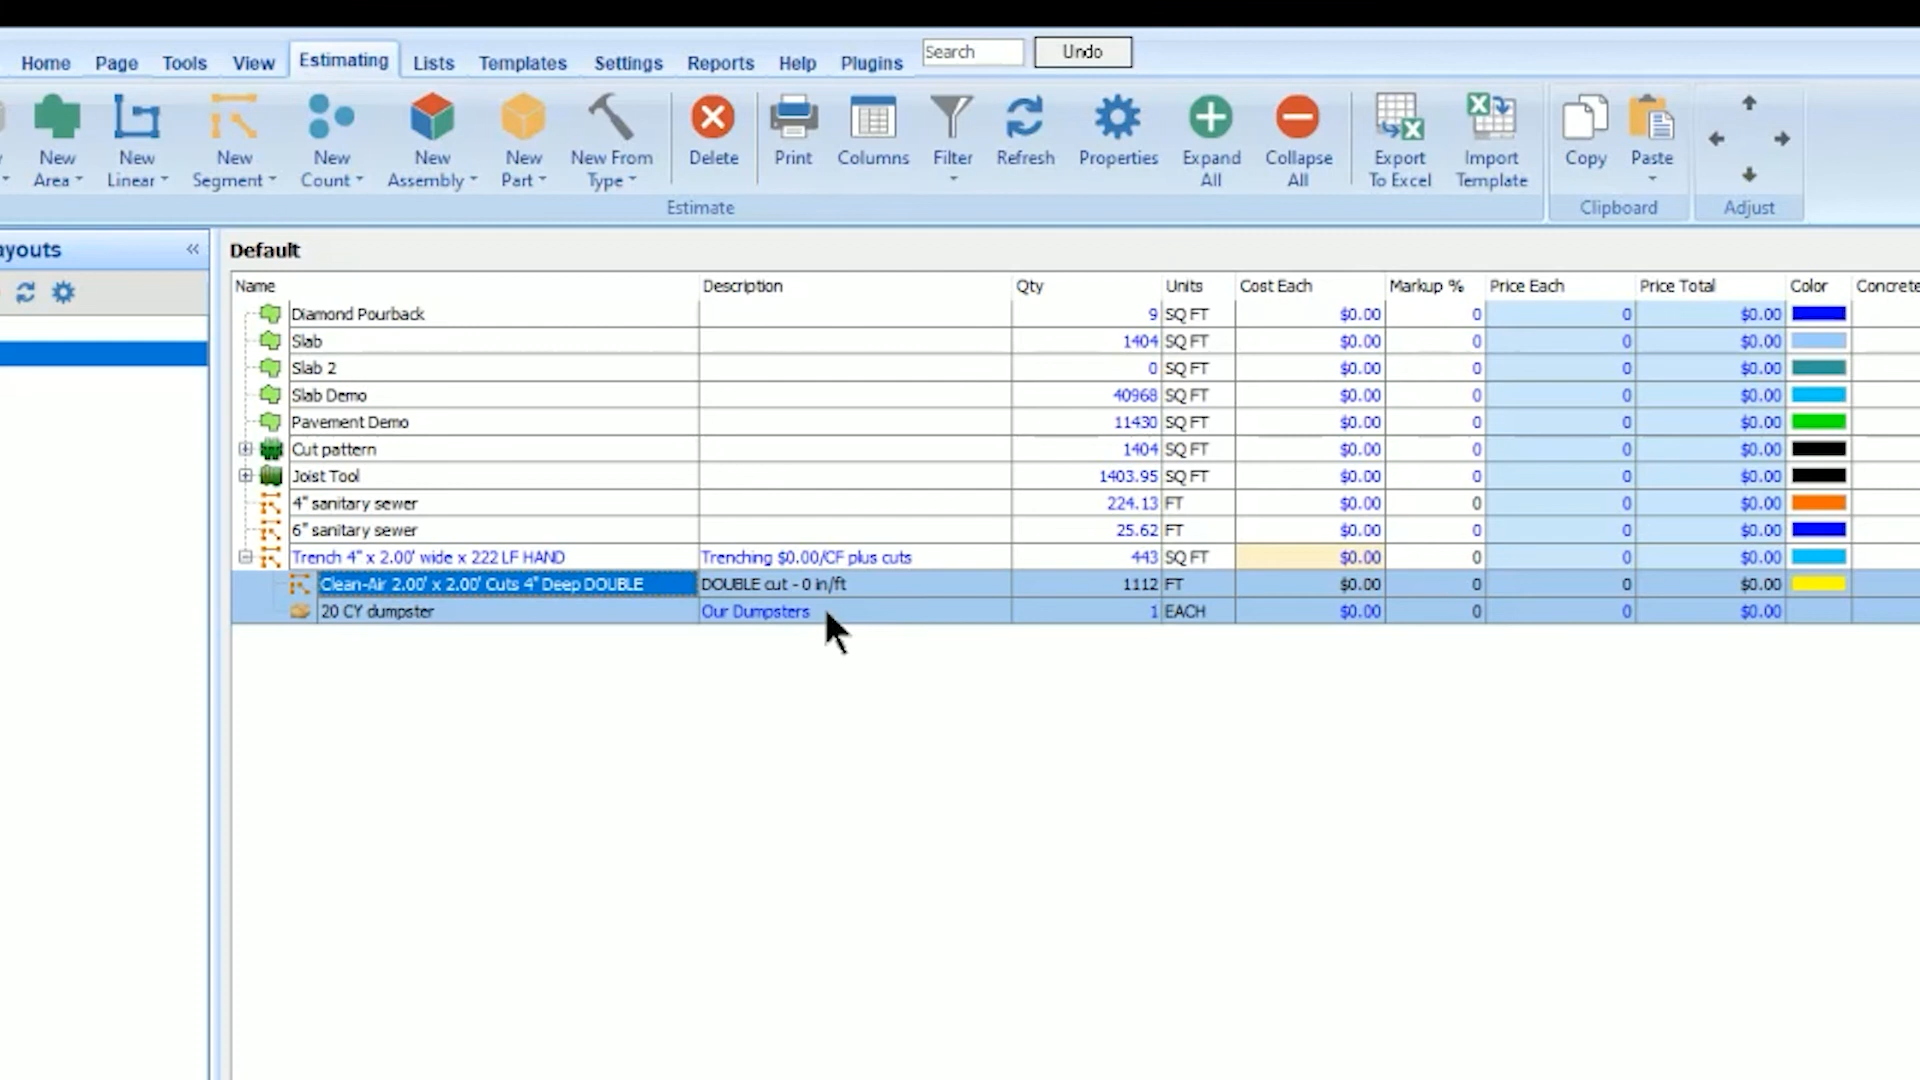 Home Page Tools View Estimating Lists Templates Settings Reports Help Plugins Search Undo
New Area
New Linear
New Segment
New Count
New Assembly
New Part
New From Type
Delete
Print
Columns
Filter
Refresh
Properties
Expand All
Collapse All
Export To Excel
Import Template
Copy
Paste
Estimate Clipboard Adjust
ayouts
Default
Name Description Qty Units Cost Each Markup % Price Each Price Total Color Concrete
Diamond Pourback 9 SQ FT $0.00 0 0 $0.00
Slab 1404 SQ FT $0.00 0 0 $0.00
Slab 2 0 SQ FT $0.00 0 0 $0.00
Slab Demo 40968 SQ FT $0.00 0 0 $0.00
Pavement Demo 11430 SQ FT $0.00 0 0 $0.00
Cut pattern 1404 SQ FT $0.00 0 0 $0.00
Joist Tool 1403.95 SQ FT $0.00 0 0 $0.00
4" sanitary sewer 224.13 FT $0.00 0 0 $0.00
6" sanitary sewer 25.62 FT $0.00 0 0 $0.00
Trench 4" x 2.00' wide x 222 LF HAND Trenching $0.00/CF plus cuts 443 SQ FT $0.00 0 0 $0.00
Clean-Air 2.00' x 2.00' Cuts 4" Deep DOUBLE DOUBLE cut - 0 in/ft 1112 FT $0.00 0 0 $0.00
20 CY dumpster Our Dumpsters 1 EACH $0.00 0 0 $0.00